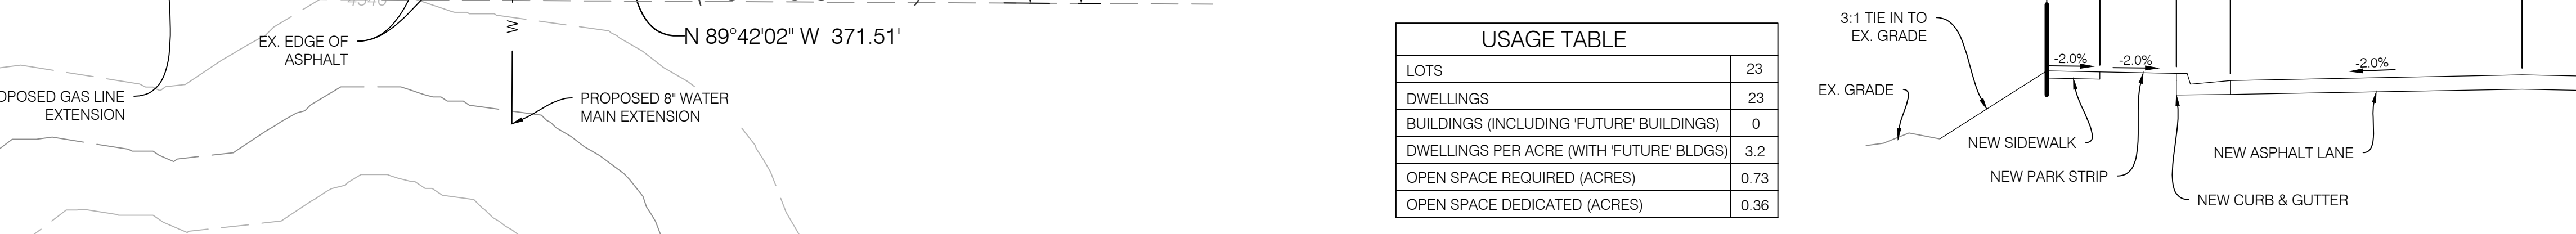 4540
EX. EDGE OF
ASPHALT
W
N 89°42'02" W 371.51'
OPOSED GAS LINE
EXTENSION
PROPOSED 8" WATER
MAIN EXTENSION
USAGE TABLE
LOTS 23
DWELLINGS 23
BUILDINGS (INCLUDING 'FUTURE' BUILDINGS) 0
DWELLINGS PER ACRE (WITH 'FUTURE' BLDGS) 3.2
OPEN SPACE REQUIRED (ACRES) 0.73
OPEN SPACE DEDICATED (ACRES) 0.36
3:1 TIE IN TO
EX. GRADE
-2.0%
-2.0%
-2.0%
EX. GRADE
NEW SIDEWALK
NEW PARK STRIP
NEW ASPHALT LANE
NEW CURB & GUTTER